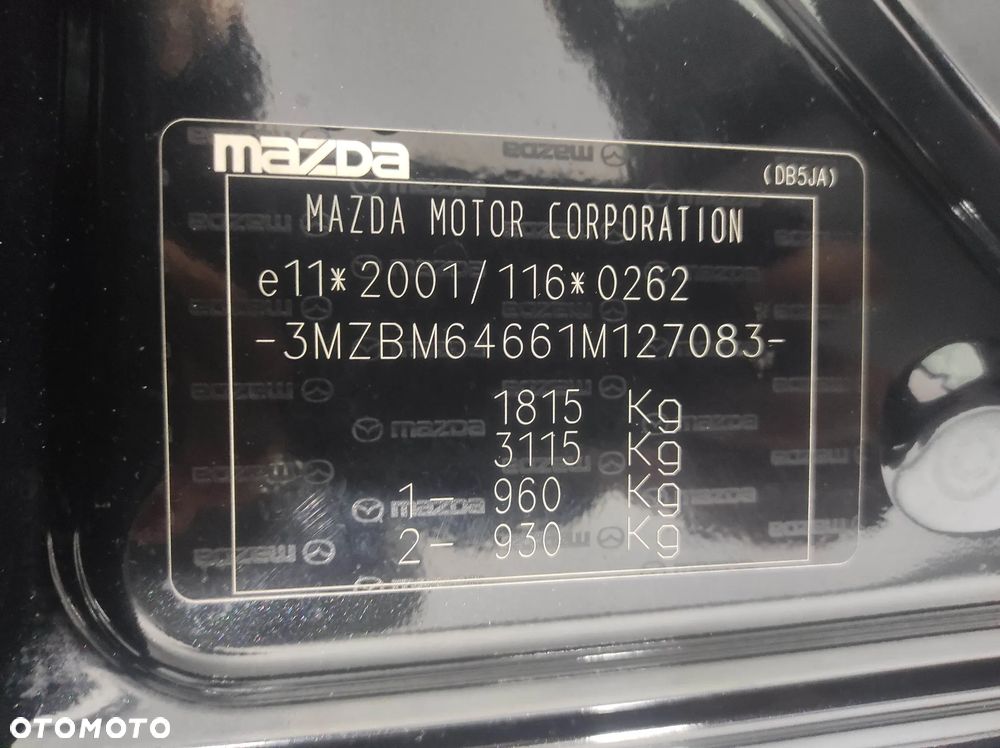 mazda
(DB5JA)
MAZDA MOTOR CORPORATION
e11*2001/116*0262
-3MZBM64661M127083-
1815 Kg
3115 Kg
1- 960 Kg
2- 930 Kg
OTOMOTO